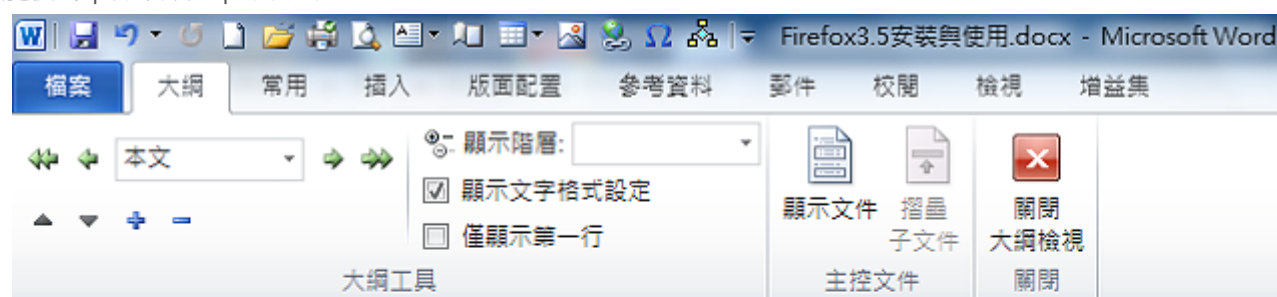 Firefox3.5安裝與使用.docx - Microsoft Word
檔案 大綱 常用 插入 版面配置 參考資料 郵件 校閱 檢視 增益集
本文
顯示階層:
顯示文字格式設定
僅顯示第一行
大綱工具
顯示文件
摺疊
子文件
主控文件
關閉
大綱檢視
關閉